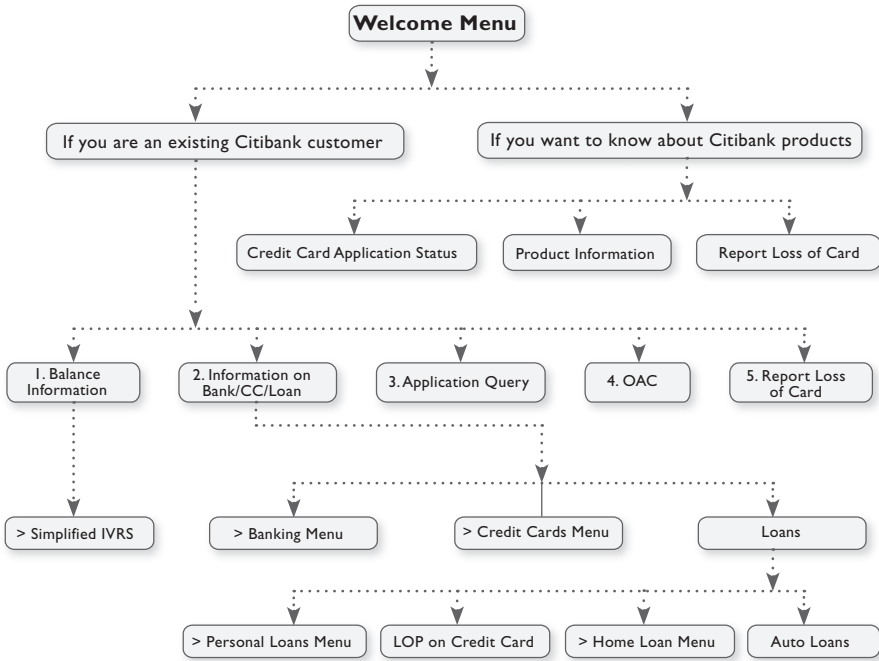 Welcome Menu
If you are an existing Citibank customer
If you want to know about Citibank products
Credit Card Application Status
Product Information
Report Loss of Card
1. Balance
Information
2. Information on
Bank/CC/Loan
3. Application Query
4. OAC
5. Report Loss
of Card
> Simplified IVRS
> Banking Menu
> Credit Cards Menu
Loans
> Personal Loans Menu
LOP on Credit Card
> Home Loan Menu
Auto Loans